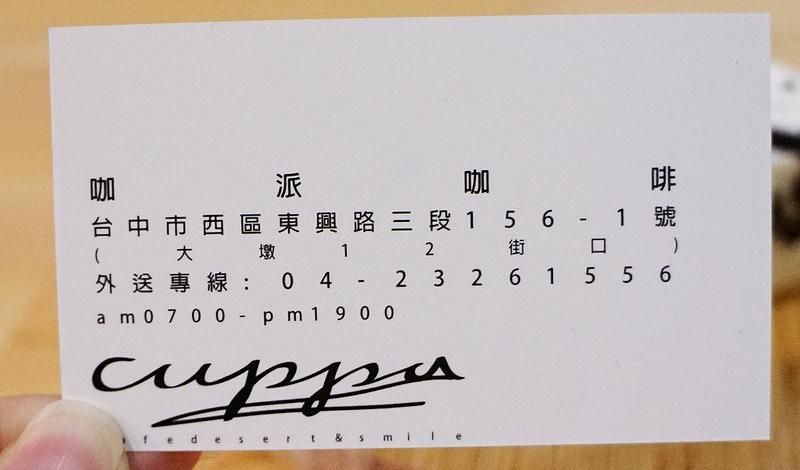 咖派咖啡
台中市西區東興路三段156-1號
(大墩12街口)
外送專線: 04-23261556
am0700-pm1900
cuppa
afedesert&smile